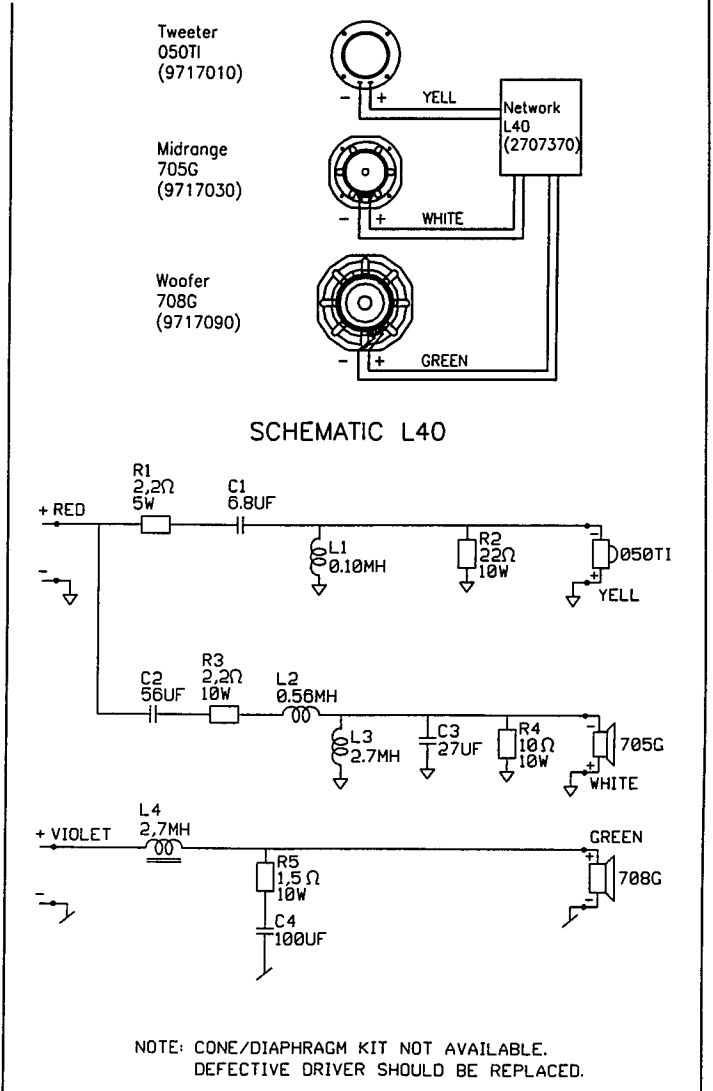 Tweeter
050TI
(9717010)
- + YELL
Network
L40
(2707370)
Midrange
705G
(9717030)
- + WHITE
Woofer
708G
(9717090)
- + GREEN
SCHEMATIC L40
+ RED
R1
2,2Ω
5W
C1
6.8UF
L1
0.10MH
R2
22Ω
10W
-
050TI
+
YELL
-
C2
56UF
R3
2,2Ω
10W
L2
0.56MH
L3
2.7MH
C3
27UF
R4
10Ω
10W
-
705G
+
WHITE
+ VIOLET
L4
2,7MH
GREEN
R5
1,5Ω
10W
C4
100UF
+
708G
-
-
NOTE: CONE/DIAPHRAGM KIT NOT AVAILABLE.
DEFECTIVE DRIVER SHOULD BE REPLACED.